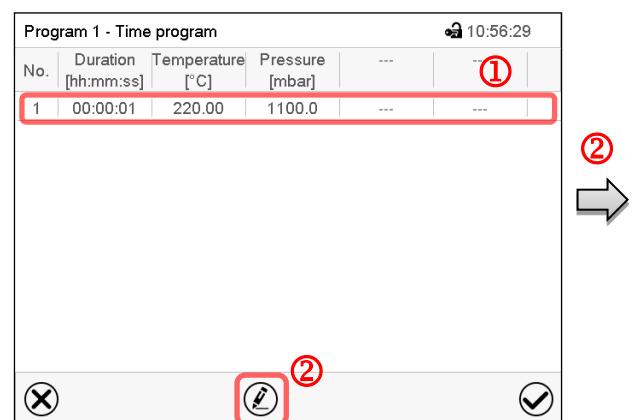 Program 1 - Time program 10:56:29
No. Duration [hh:mm:ss] Temperature [°C] Pressure [mbar] --- ---
①
1 00:00:01 220.00 1100.0 --- ---
②
②